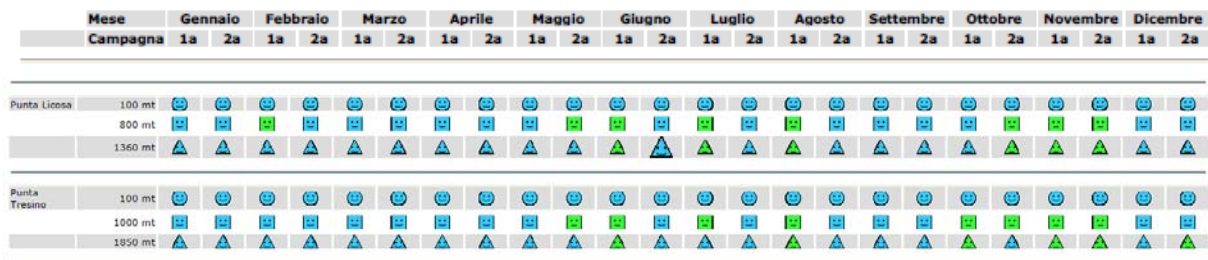 Mese Gennaio Febbraio Marzo Aprile Maggio Giugno Luglio Agosto Settembre Ottobre Novembre Dicembre
Campagna 1a 2a 1a 2a 1a 2a 1a 2a 1a 2a 1a 2a 1a 2a 1a 2a 1a 2a 1a 2a 1a 2a 1a 2a
Punta Licosa 100 mt
800 mt
1360 mt
Punta
Tresino 100 mt
1000 mt
1850 mt